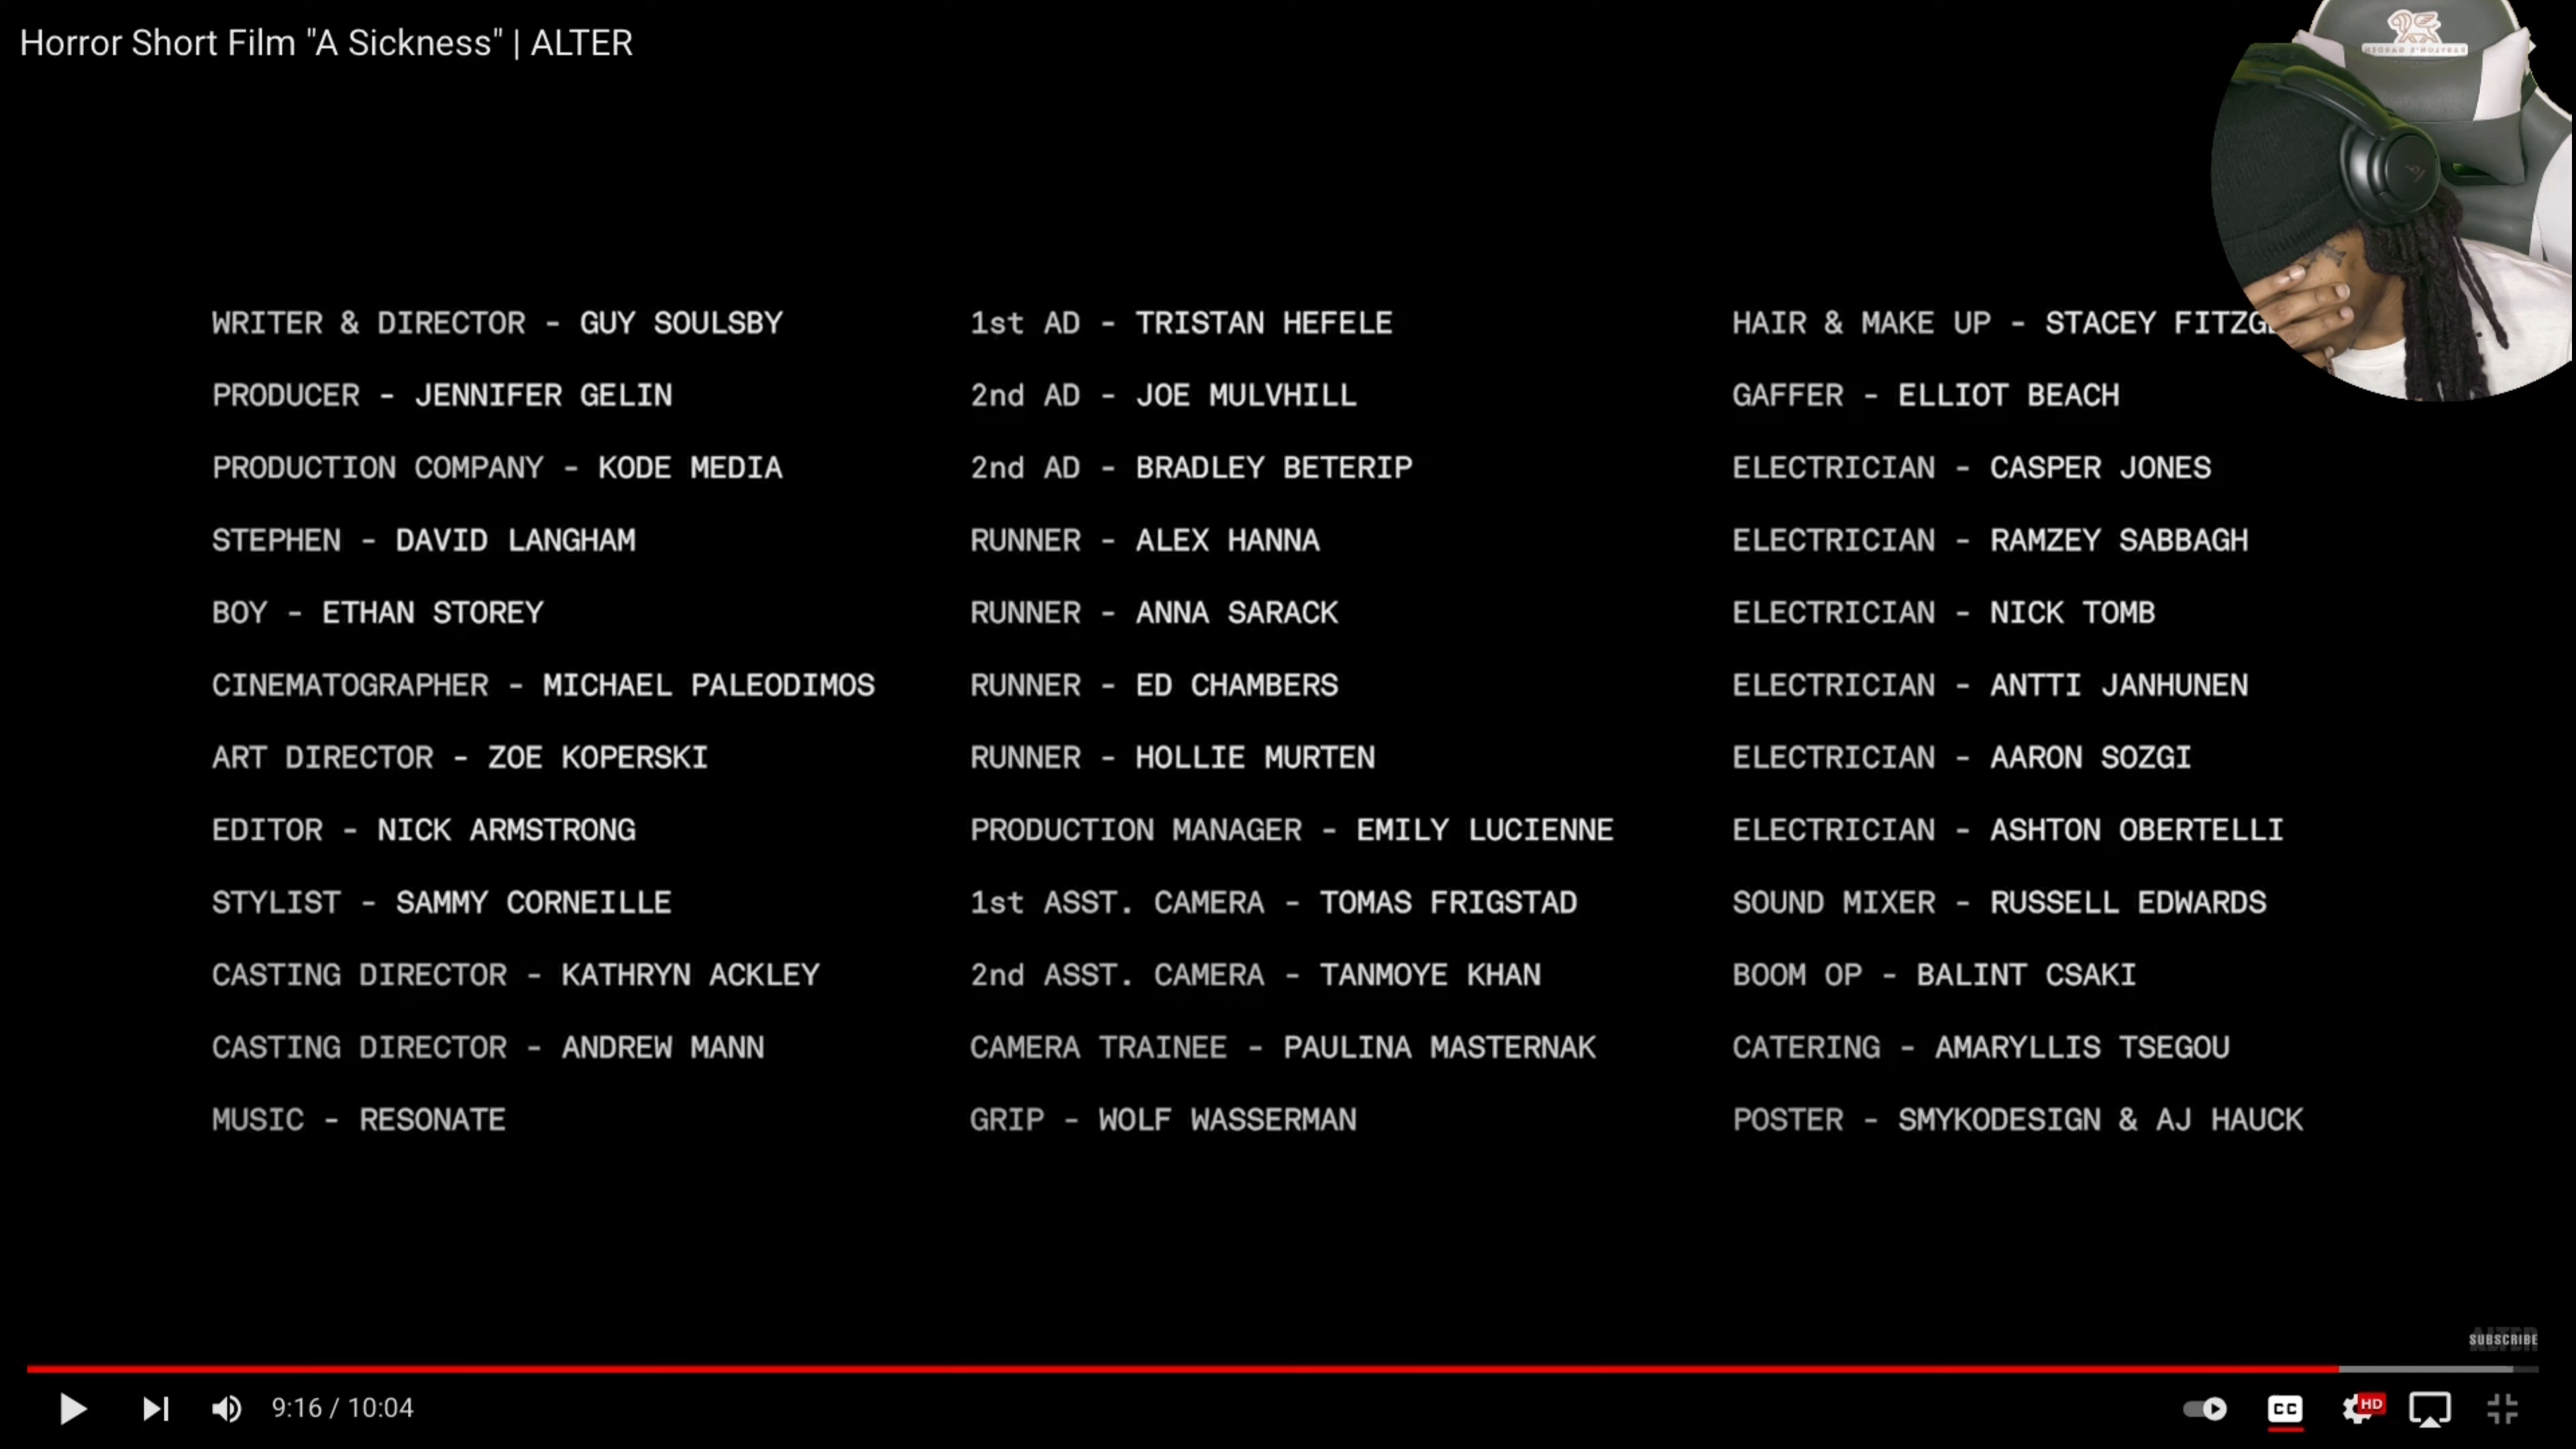 Horror Short Film "A Sickness" | ALTER
WRITER & DIRECTOR - GUY SOULSBY
PRODUCER - JENNIFER GELIN
PRODUCTION COMPANY - KODE MEDIA
STEPHEN - DAVID LANGHAM
BOY - ETHAN STOREY
CINEMATOGRAPHER - MICHAEL PALEODIMOS
ART DIRECTOR - ZOE KOPERSKI
EDITOR - NICK ARMSTRONG
STYLIST - SAMMY CORNEILLE
CASTING DIRECTOR - KATHRYN ACKLEY
CASTING DIRECTOR - ANDREW MANN
MUSIC - RESONATE
1st AD - TRISTAN HEFELE
2nd AD - JOE MULVHILL
2nd AD - BRADLEY BETERIP
RUNNER - ALEX HANNA
RUNNER - ANNA SARACK
RUNNER - ED CHAMBERS
RUNNER - HOLLIE MURTEN
PRODUCTION MANAGER - EMILY LUCIENNE
1st ASST. CAMERA - TOMAS FRIGSTAD
2nd ASST. CAMERA - TANMOYE KHAN
CAMERA TRAINEE - PAULINA MASTERNAK
GRIP - WOLF WASSERMAN
HAIR & MAKE UP - STACEY
GAFFER - ELLIOT BEACH
ELECTRICIAN - CASPER JONES
ELECTRICIAN - RAMZEY SABBAGH
ELECTRICIAN - NICK TOMB
ELECTRICIAN - ANTTI JANHUNEN
ELECTRICIAN - AARON SOZGI
ELECTRICIAN - ASHTON OBERTELLI
SOUND MIXER - RUSSELL EDWARDS
BOOM OP - BALINT CSAKI
CATERING - AMARYLLIS TSEGOU
POSTER - SMYKODESIGN & AJ HAUCK
ALTER
SUBSCRIBE
9:16 / 10:04
CC
HD